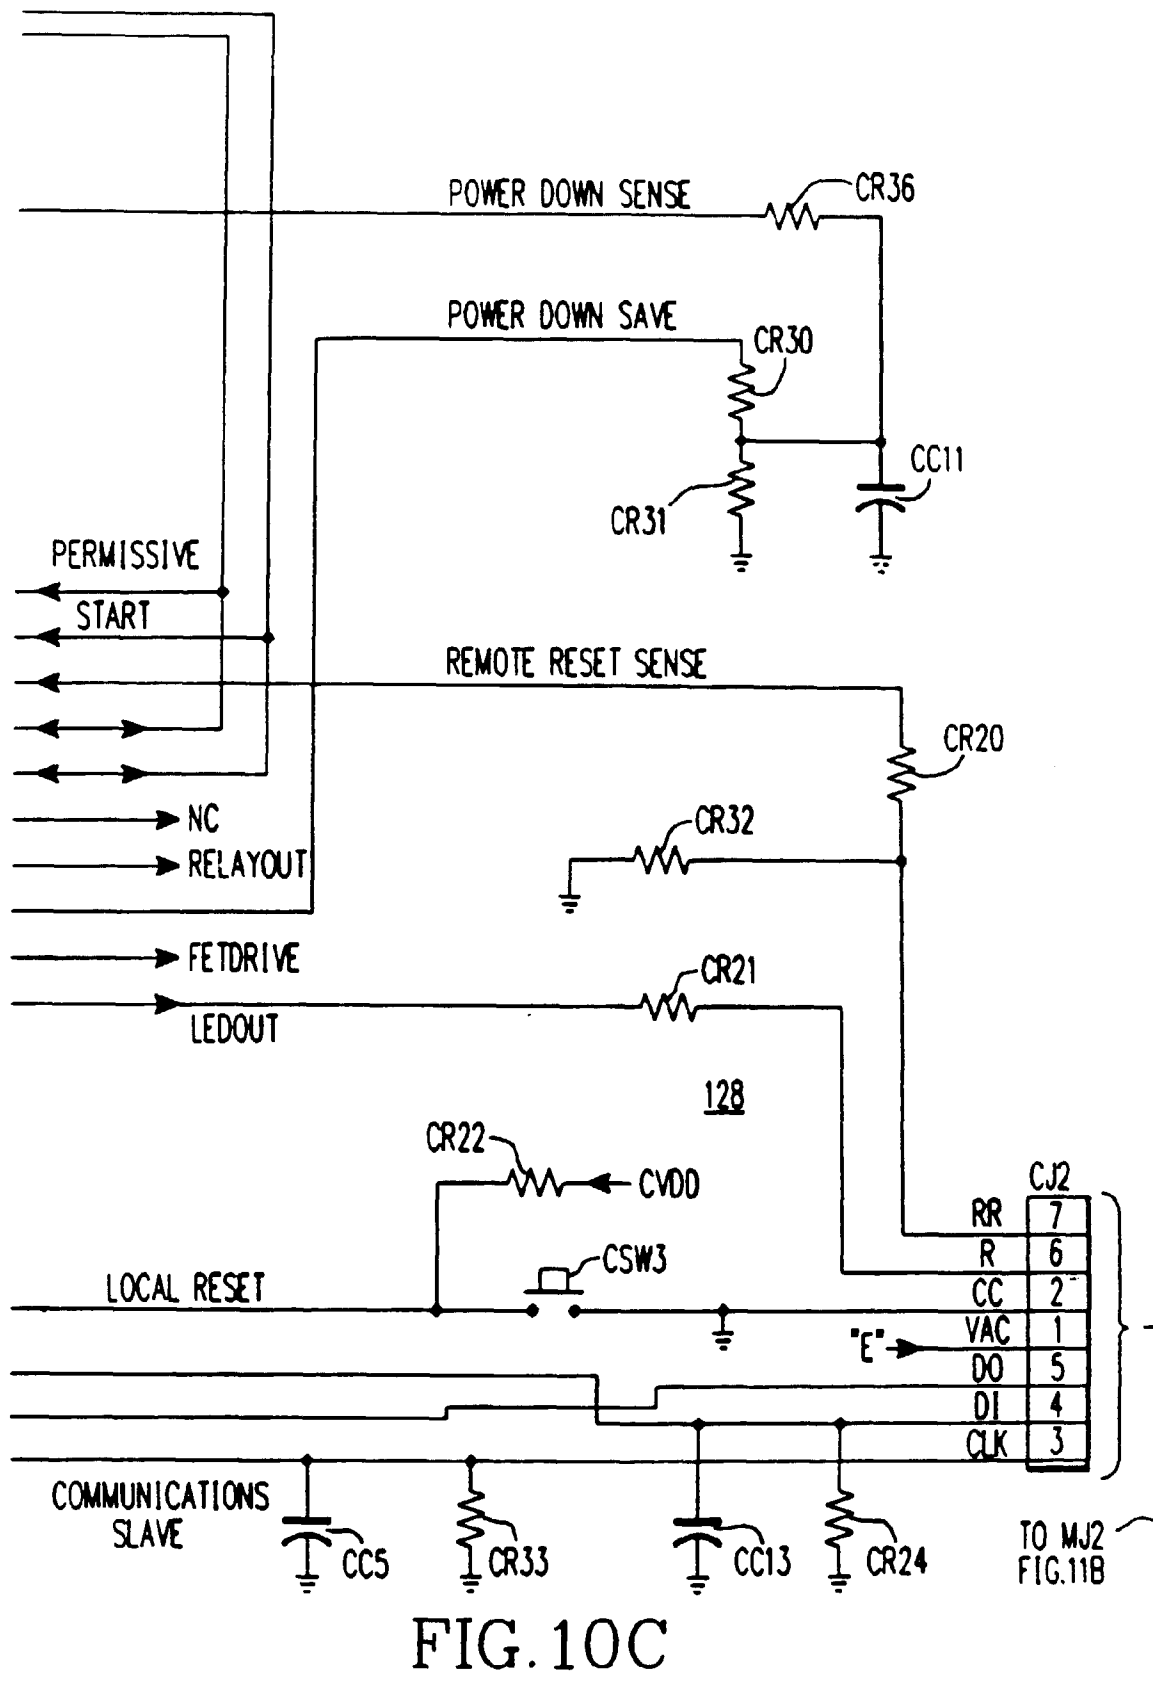 POWER DOWN SENSE
CR36
POWER DOWN SAVE
CR30
CC11
CR31
PERMISSIVE
START
REMOTE RESET SENSE
CR20
NC
CR32
RELAYOUT
FETDRIVE
CR21
LEDOUT
128
CR22
CVDD
CJ2
RR 7
R 6
CSW3
LOCAL RESET
CC 2
"E"
VAC 1
DO 5
DI 4
CLK 3
COMMUNICATIONS
SLAVE
CC5
CR33
CC13
CR24
TO MJ2
FIG.11B
FIG.10C